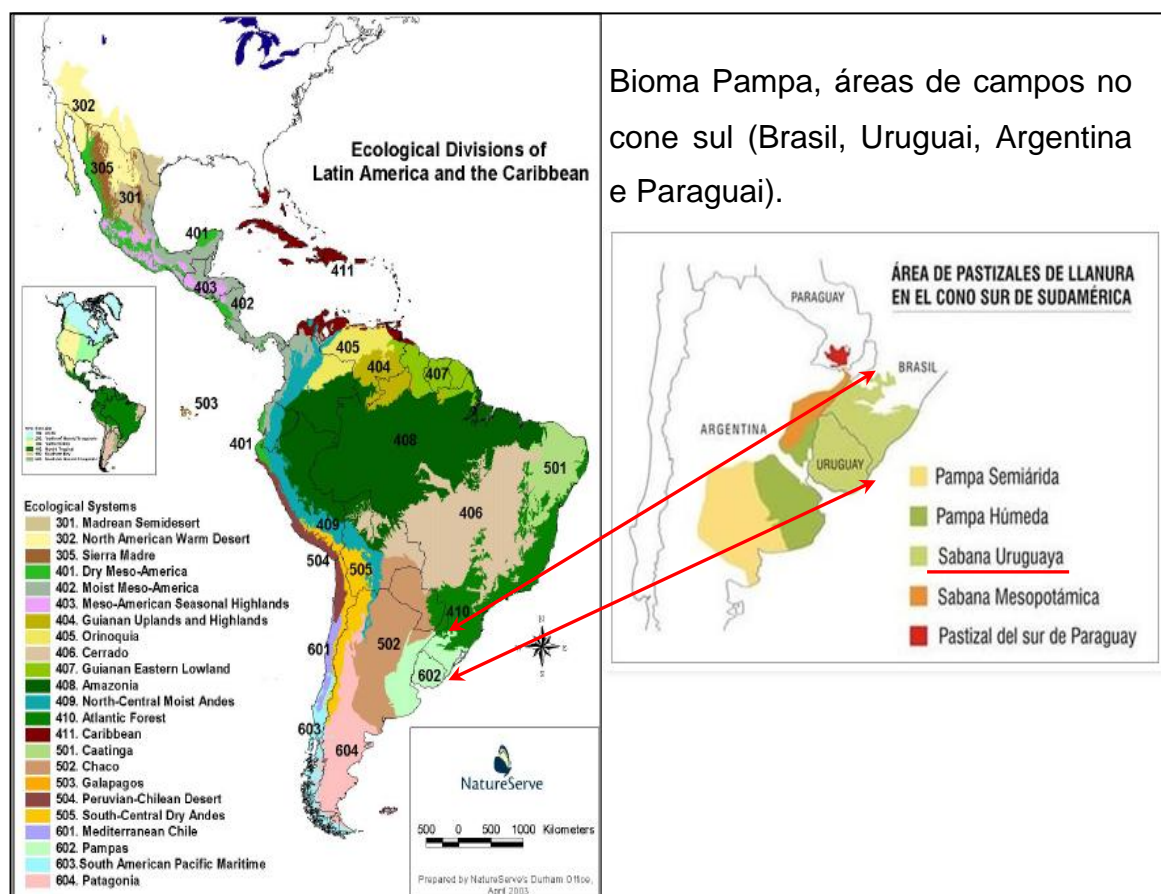 Ecological Divisions of
Latin America and the Caribbean
302
305
301
401
411
403
402
405
404
407
503
401
408
501
406
409
504
505
410
502
601
602
603
604
Ecological Systems
301. Madrean Semidesert
302. North American Warm Desert
305. Sierra Madre
401. Dry Meso-America
402. Moist Meso-America
403. Meso-American Seasonal Highlands
404. Guianan Uplands and Highlands
405. Orinoquia
406. Cerrado
407. Guianan Eastern Lowland
408. Amazonia
409. North-Central Moist Andes
410. Atlantic Forest
411. Caribbean
501. Caatinga
502. Chaco
503. Galapagos
504. Peruvian-Chilean Desert
505. South-Central Dry Andes
601. Mediterranean Chile
602. Pampas
603.South American Pacific Maritime
604. Patagonia
NatureServe
500 0 500 1000 Kilometers
Prepared by NatureServe's Durham Office,
April 2003
Bioma Pampa, áreas de campos no
cone sul (Brasil, Uruguai, Argentina
e Paraguai).
ÁREA DE PASTIZALES DE LLANURA
EN EL CONO SUR DE SUDAMÉRICA
PARAGUAY
BRASIL
ARGENTINA
URUGUAY
Pampa Semiárida
Pampa Húmeda
Sabana Uruguaya
Sabana Mesopotámica
Pastizal del sur de Paraguay